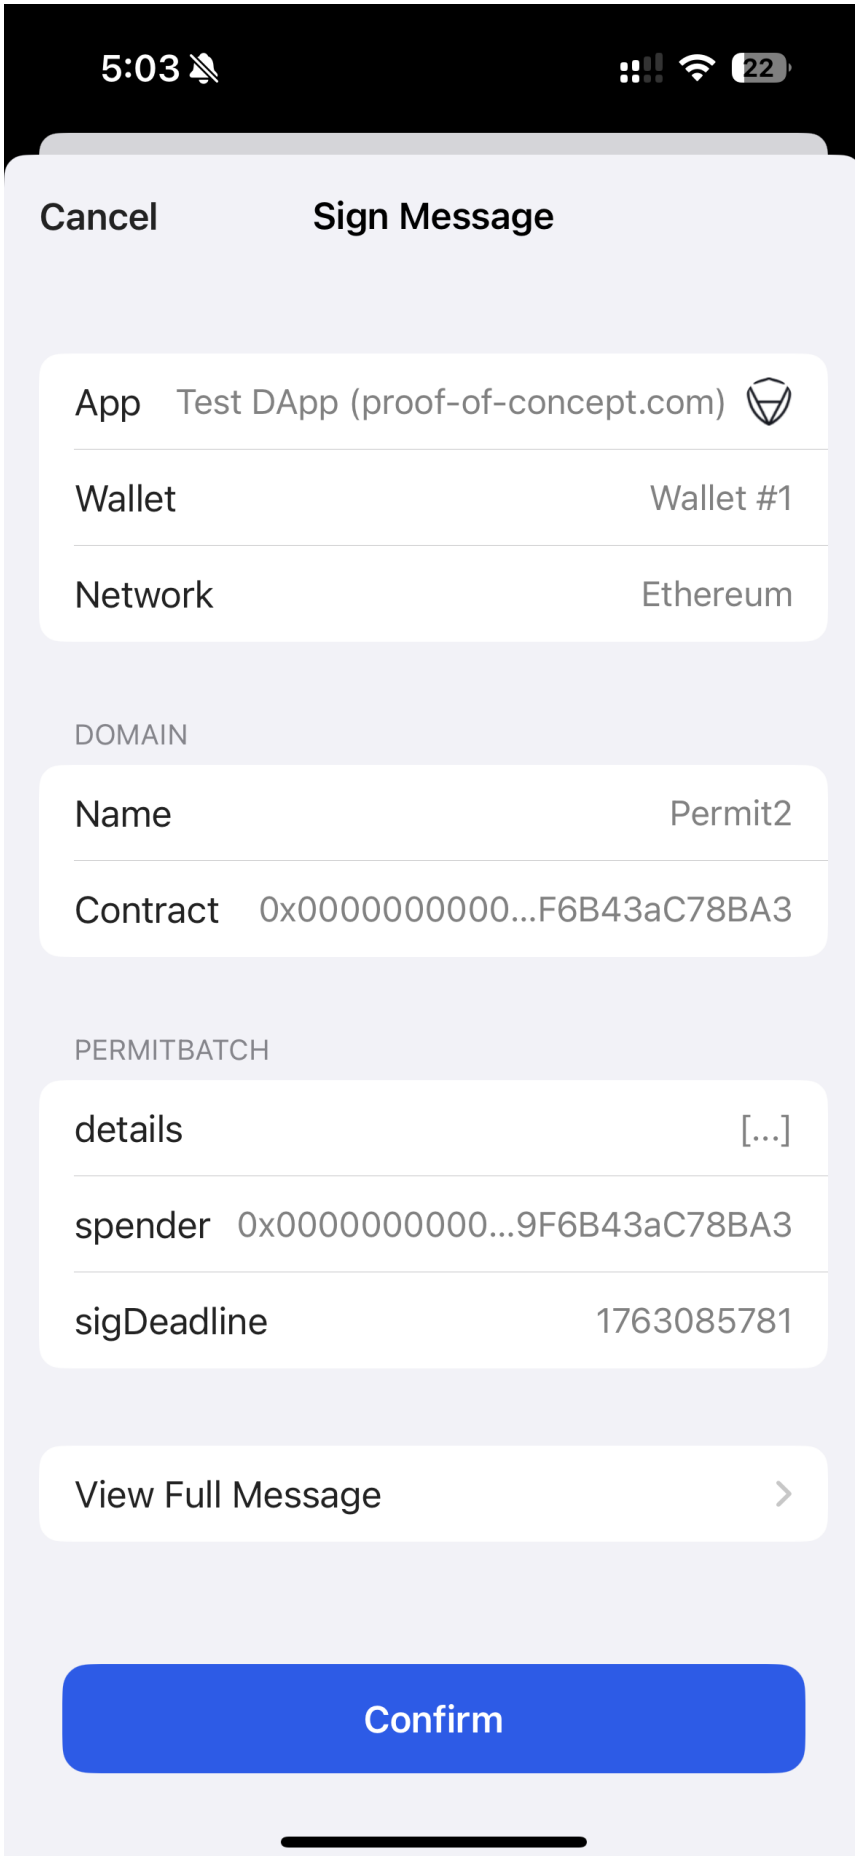 5:03
22
Cancel
Sign Message
App Test DApp (proof-of-concept.com)
Wallet Wallet #1
Network Ethereum
DOMAIN
Name Permit2
Contract 0x0000000000...F6B43aC78BA3
PERMITBATCH
details [...]
spender 0x0000000000...9F6B43aC78BA3
sigDeadline 1763085781
View Full Message
Confirm